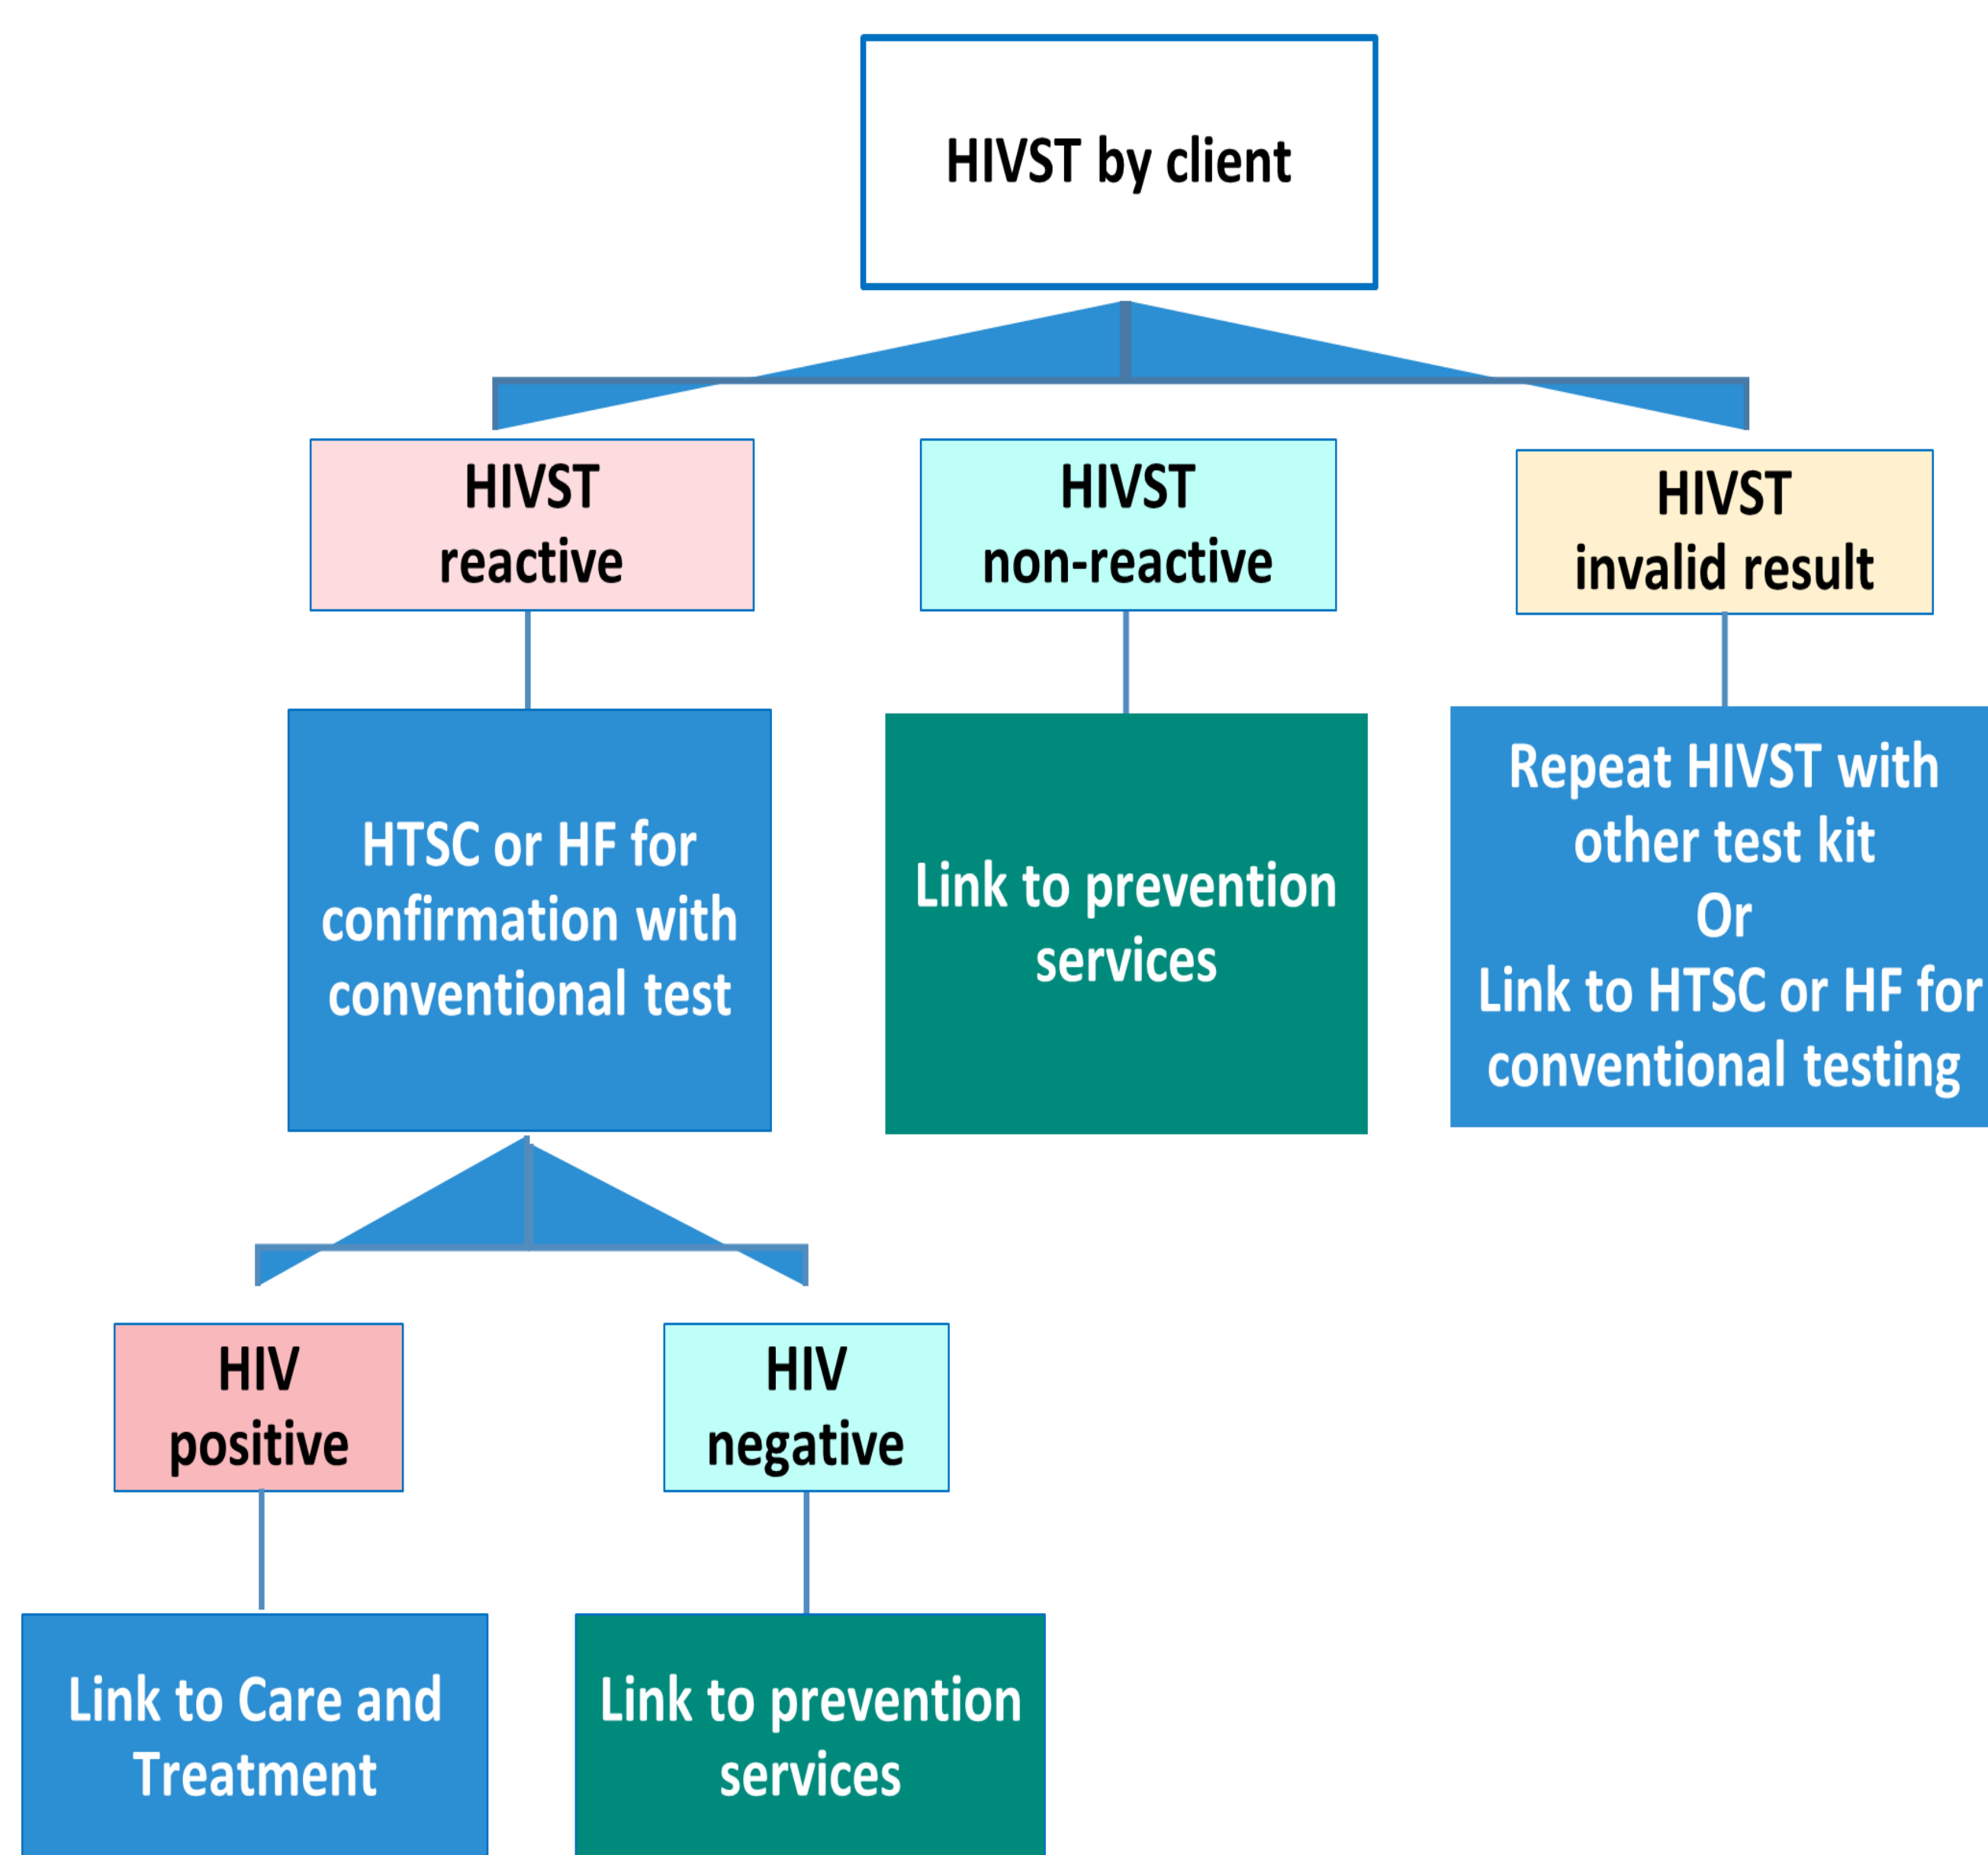 HIVST by client
HIVST
reactive
HIVST
non-reactive
HIVST
invalid result
HTSC or HF for
confirmation with
conventional test
Link to prevention
services
Repeat HIVST with
other test kit
Or
Link to HTSC or HF for
conventional testing
HIV
positive
HIV
negative
Link to Care and
Treatment
Link to prevention
services